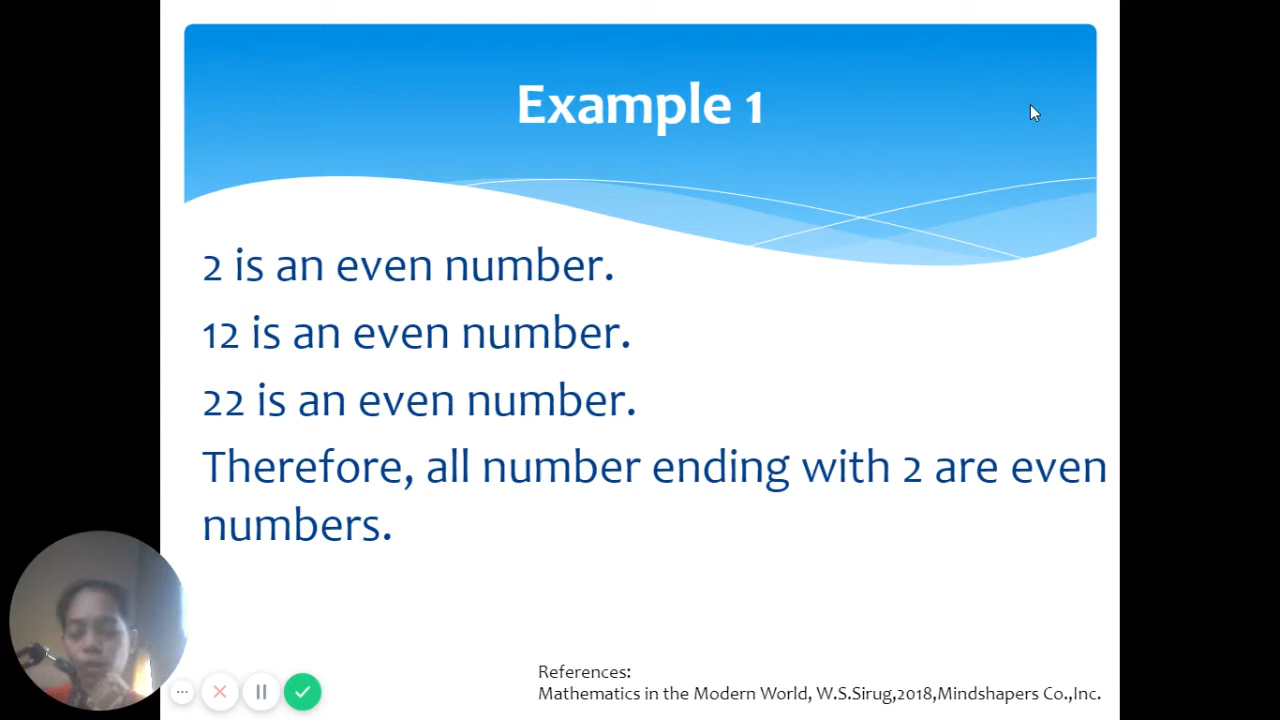 Example 1
2 is an even number.
12 is an even number.
22 is an even number.
Therefore, all number ending with 2 are even
numbers.
References:
Mathematics in the Modern World, W.S.Sirug,2018,Mindshapers Co.,Inc.